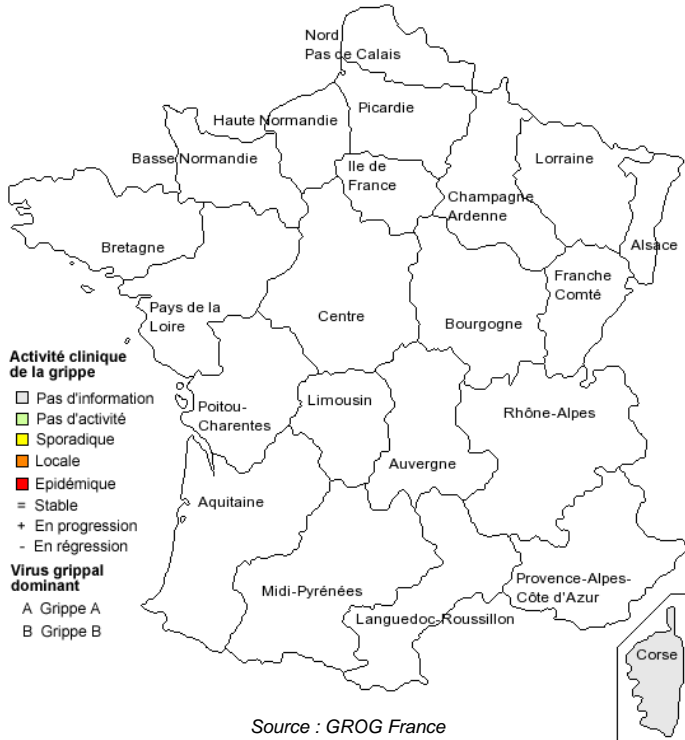 Nord
Pas de Calais
Picardie
Haute Normandie
Basse Normandie
Ile de
France
Lorraine
Champagne
Ardenne
Alsace
Bretagne
Franche
Comté
Pays de la
Loire
Centre
Bourgogne
Activité clinique
de la grippe
Pas d'information
Pas d'activité
Sporadique
Locale
Epidémique
= Stable
+ En progression
- En régression
Virus grippal
dominant
A Grippe A
B Grippe B
Poitou-
Charentes
Limousin
Rhône-Alpes
Auvergne
Aquitaine
Midi-Pyrénées
Provence-Alpes-
Côte d'Azur
Languedoc-Roussillon
Corse
Source : GROG France